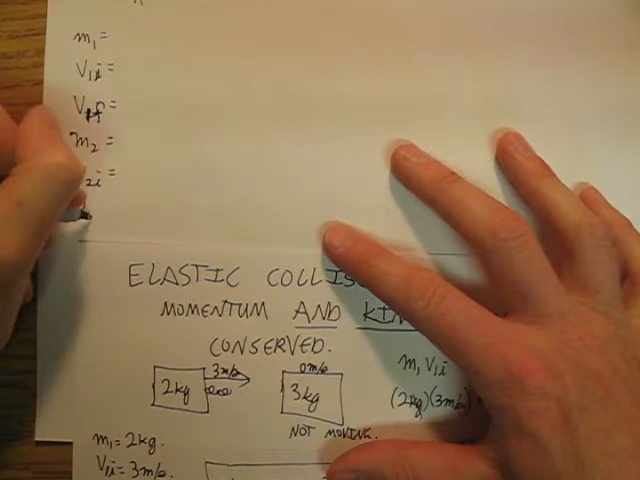 m₁ =
V₁i =
V₁f =
m₂ =
₂i =
ELASTIC COLLIS
MOMENTUM AND KIN
CONSERVED.
2kg 3m/s
0m/s 3kg
NOT MOVING.
m₁ V₁i
(2kg)(3m/s)
m₁ = 2kg.
V₁i = 3m/s.